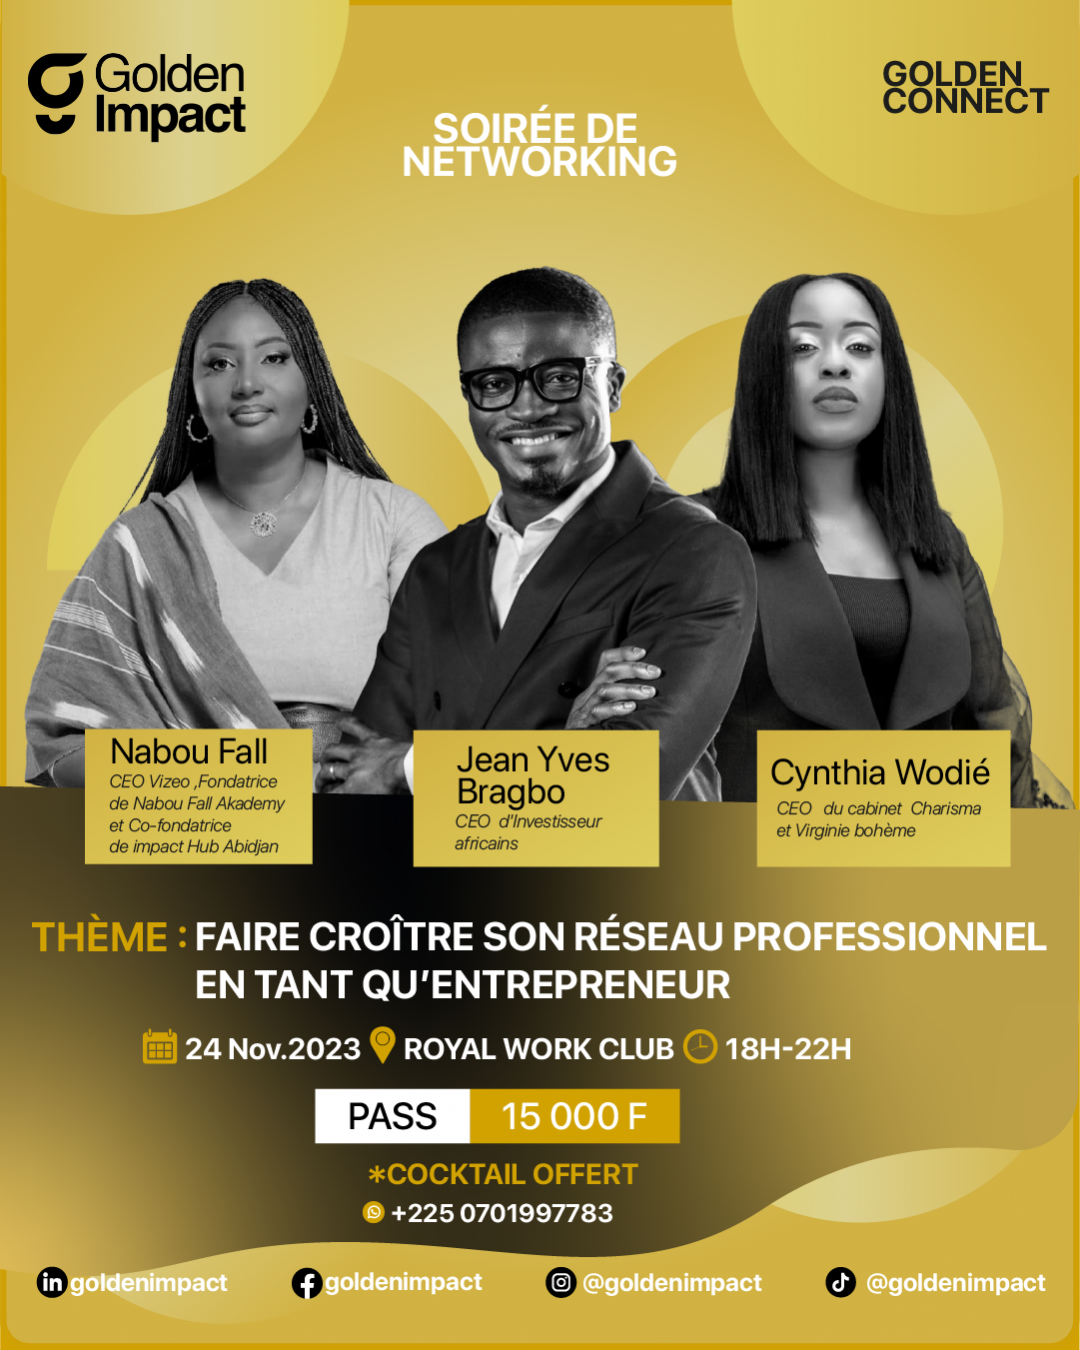 Golden
Impact
GOLDEN
CONNECT
SOIRÉE DE
NETWORKING
Nabou Fall
CEO Vizeo ,Fondatrice
de Nabou Fall Akademy
et Co-fondatrice
de impact Hub Abidjan
Jean Yves
Bragbo
CEO d'Investisseur
africains
Cynthia Wodié
CEO du cabinet Charisma
et Virginie bohème
THÈME : FAIRE CROÎTRE SON RÉSEAU PROFESSIONNEL
EN TANT QU'ENTREPRENEUR
24 Nov.2023 ROYAL WORK CLUB 18H-22H
PASS 15 000 F
*COCKTAIL OFFERT
+225 0701997783
goldenimpact goldenimpact @goldenimpact @goldenimpact